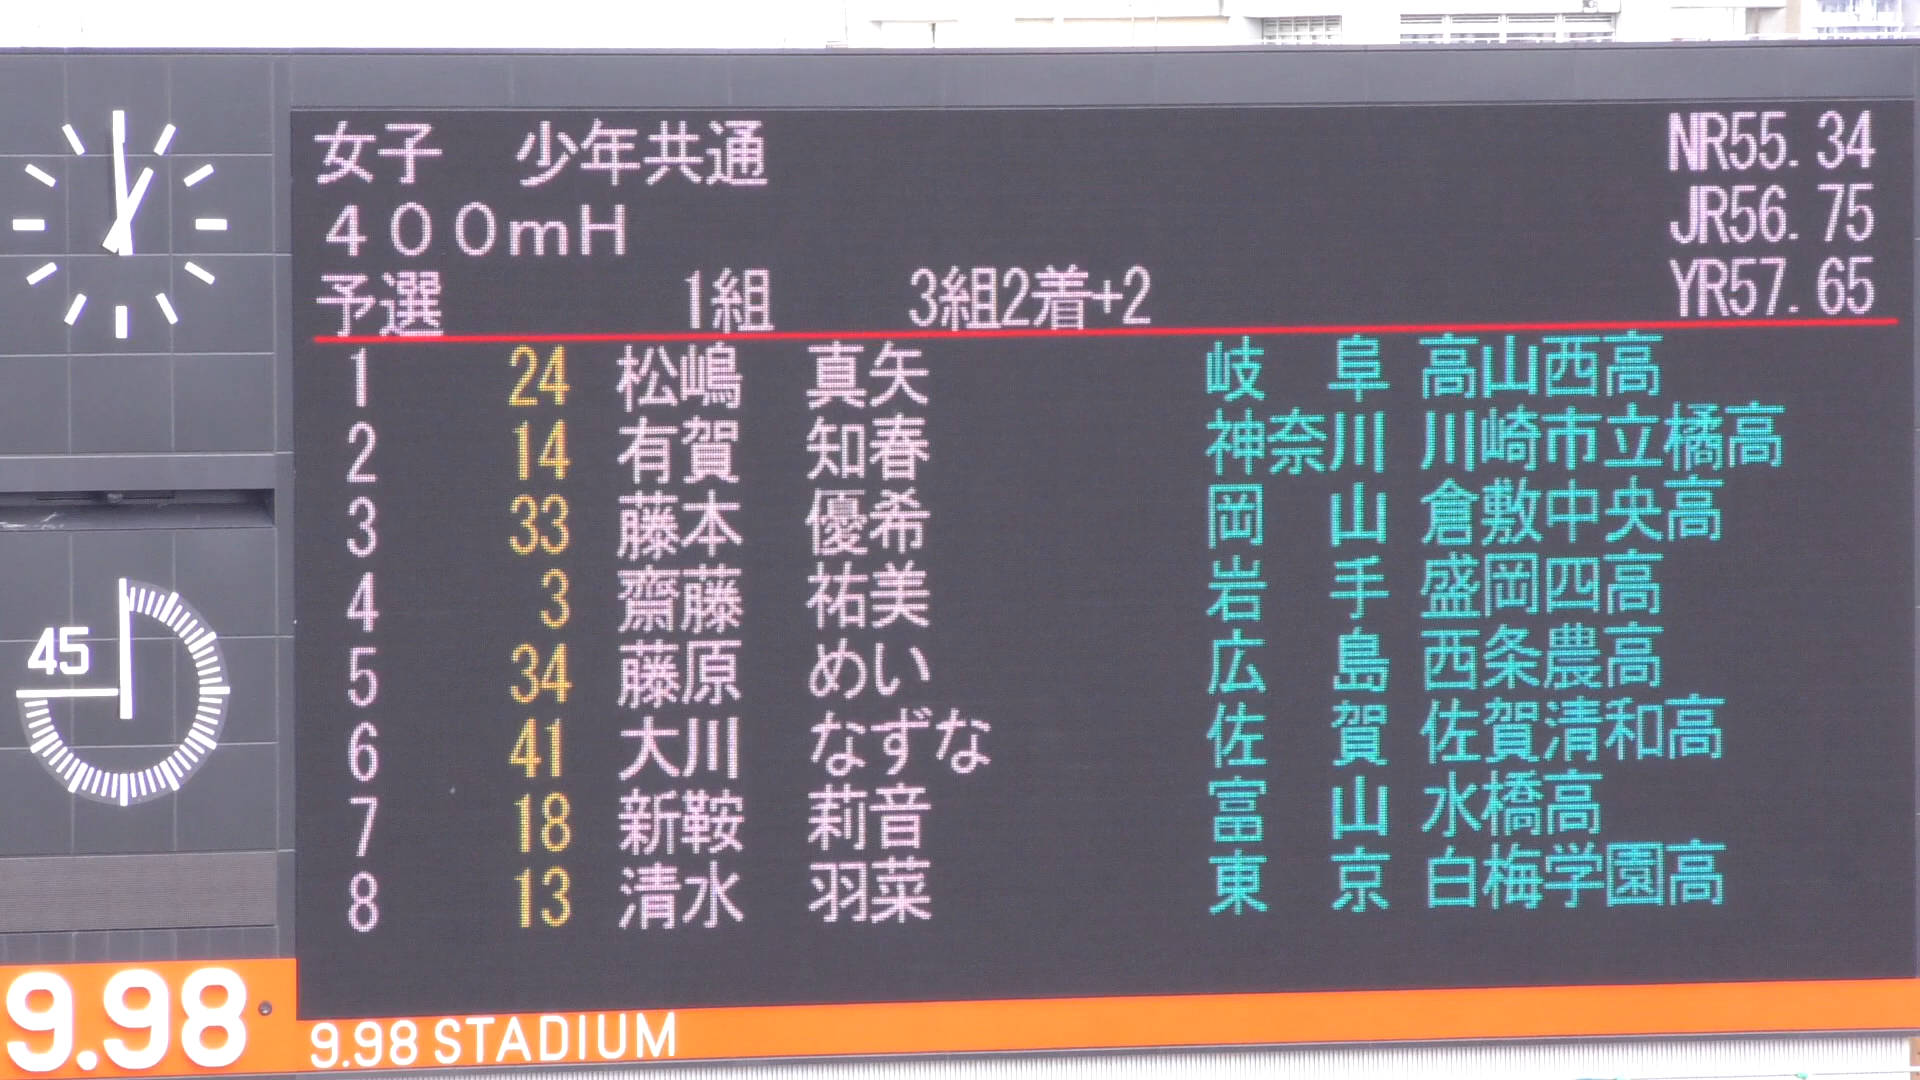 女子　少年共通 NR55.34
４００ｍＨ JR56.75
予選 1組 3組2着+2 YR57.65
1 24 松嶋 真矢 岐 阜 高山西高
2 14 有賀 知春 神奈川 川崎市立橘高
3 33 藤本 優希 岡 山 倉敷中央高
4 3 齋藤 祐美 岩 手 盛岡四高
5 34 藤原 めい 広 島 西条農高
6 41 大川 なずな 佐 賀 佐賀清和高
7 18 新鞍 莉音 富 山 水橋高
8 13 清水 羽菜 東 京 白梅学園高
45
9.98
9.98 STADIUM